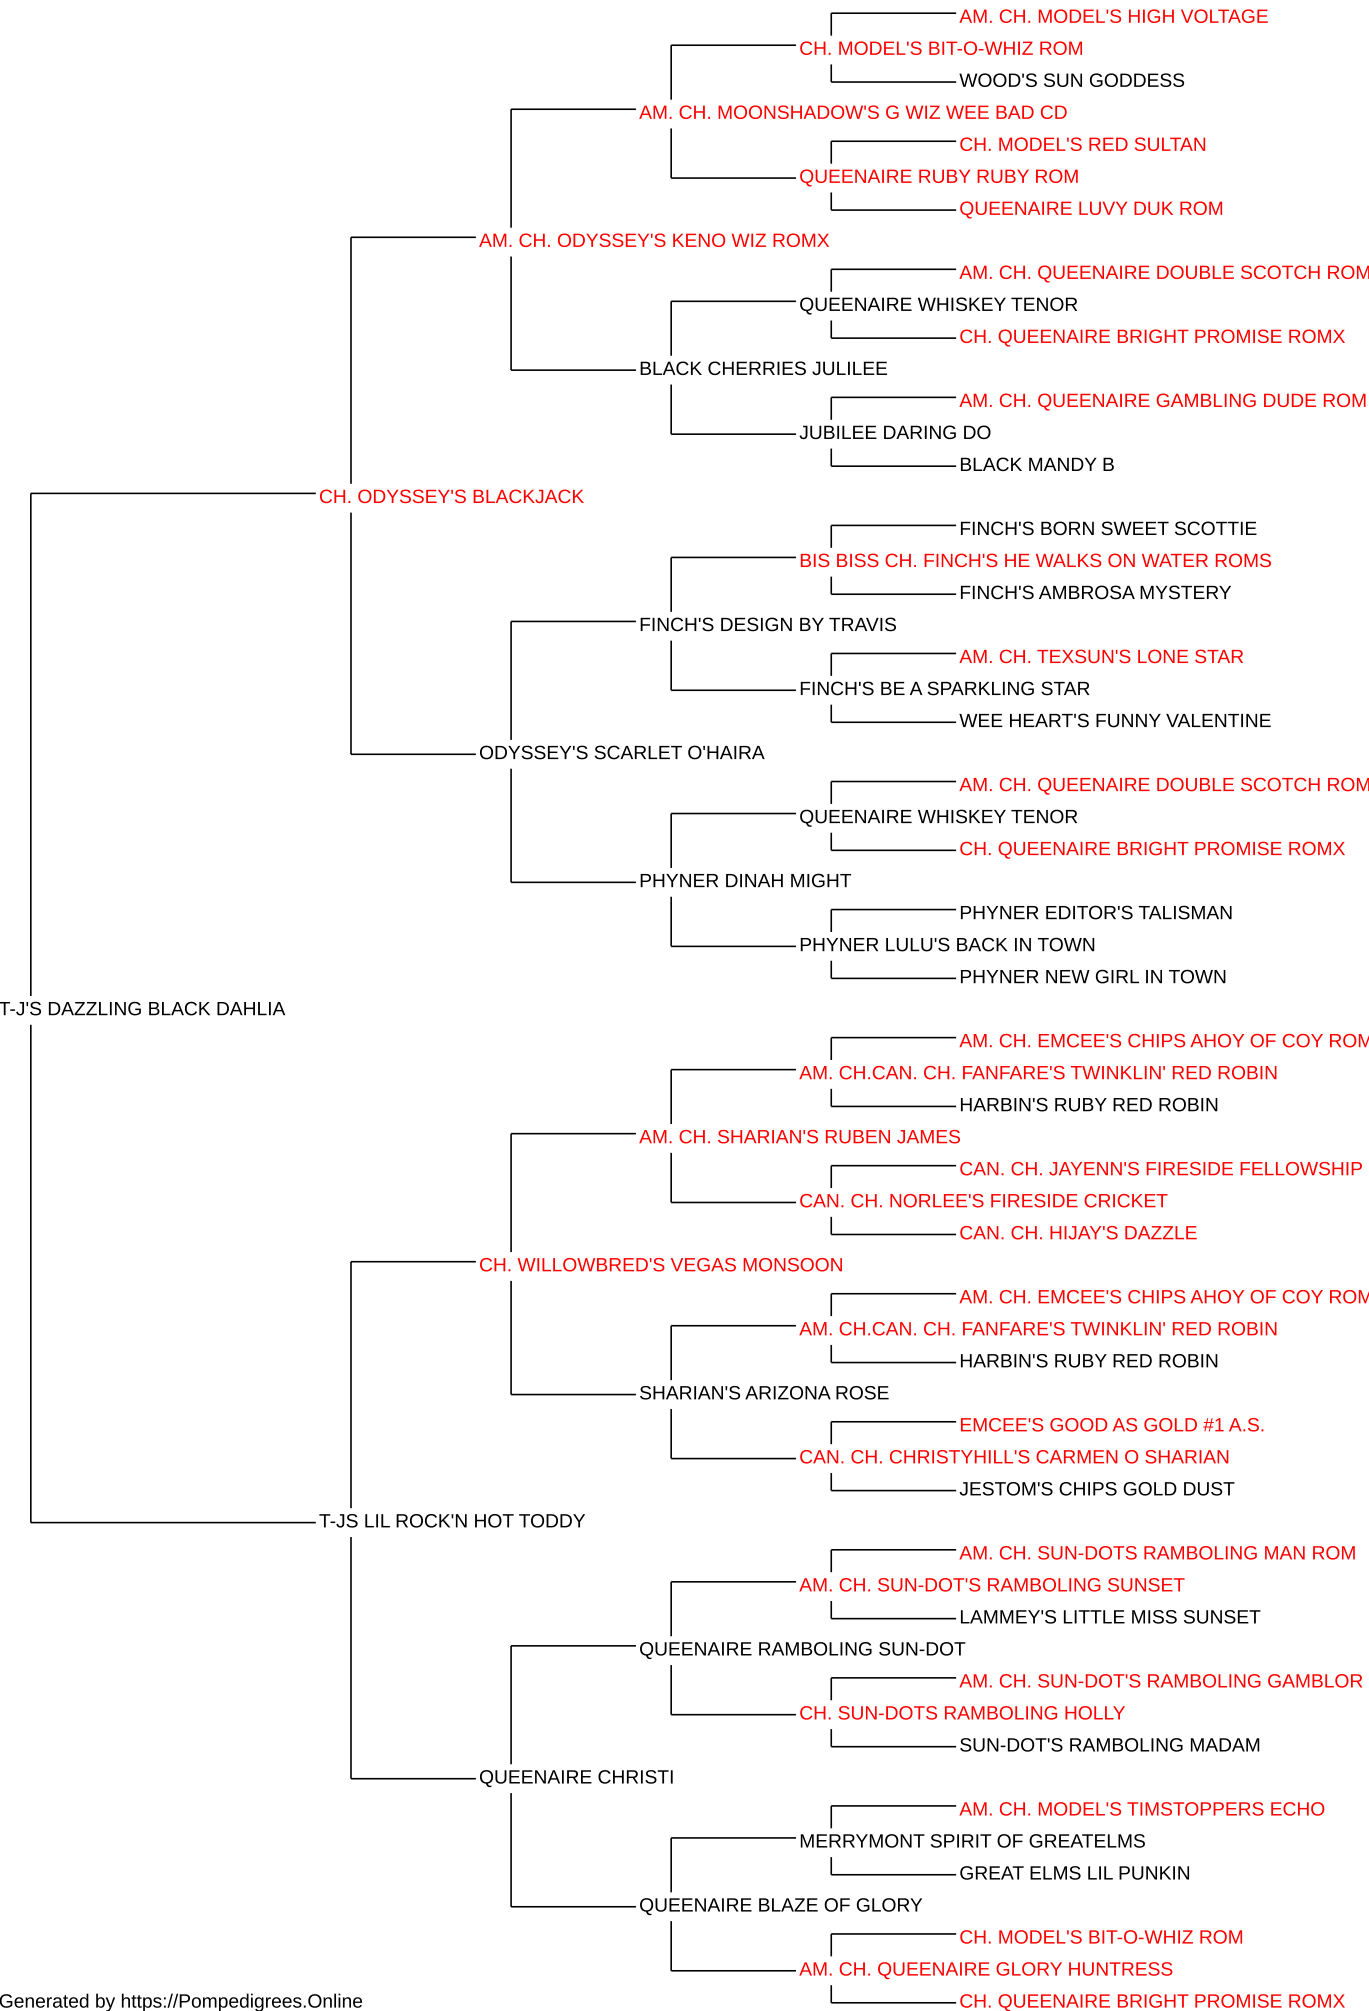 AM. CH. MODEL'S HIGH VOLTAGE
CH. MODEL'S BIT-O-WHIZ ROM
WOOD'S SUN GODDESS
AM. CH. MOONSHADOW'S G WIZ WEE BAD CD
CH. MODEL'S RED SULTAN
QUEENAIRE RUBY RUBY ROM
QUEENAIRE LUVY DUK ROM
AM. CH. ODYSSEY'S KENO WIZ ROMX
AM. CH. QUEENAIRE DOUBLE SCOTCH ROM
QUEENAIRE WHISKEY TENOR
CH. QUEENAIRE BRIGHT PROMISE ROMX
BLACK CHERRIES JULILEE
AM. CH. QUEENAIRE GAMBLING DUDE ROM
JUBILEE DARING DO
BLACK MANDY B
CH. ODYSSEY'S BLACKJACK
FINCH'S BORN SWEET SCOTTIE
BIS BISS CH. FINCH'S HE WALKS ON WATER ROMS
FINCH'S AMBROSA MYSTERY
FINCH'S DESIGN BY TRAVIS
AM. CH. TEXSUN'S LONE STAR
FINCH'S BE A SPARKLING STAR
WEE HEART'S FUNNY VALENTINE
ODYSSEY'S SCARLET O'HAIRA
AM. CH. QUEENAIRE DOUBLE SCOTCH ROM
QUEENAIRE WHISKEY TENOR
CH. QUEENAIRE BRIGHT PROMISE ROMX
PHYNER DINAH MIGHT
PHYNER EDITOR'S TALISMAN
PHYNER LULU'S BACK IN TOWN
PHYNER NEW GIRL IN TOWN
T-J'S DAZZLING BLACK DAHLIA
AM. CH. EMCEE'S CHIPS AHOY OF COY ROM
AM. CH.CAN. CH. FANFARE'S TWINKLIN' RED ROBIN
HARBIN'S RUBY RED ROBIN
AM. CH. SHARIAN'S RUBEN JAMES
CAN. CH. JAYENN'S FIRESIDE FELLOWSHIP
CAN. CH. NORLEE'S FIRESIDE CRICKET
CAN. CH. HIJAY'S DAZZLE
CH. WILLOWBRED'S VEGAS MONSOON
AM. CH. EMCEE'S CHIPS AHOY OF COY ROM
AM. CH.CAN. CH. FANFARE'S TWINKLIN' RED ROBIN
HARBIN'S RUBY RED ROBIN
SHARIAN'S ARIZONA ROSE
EMCEE'S GOOD AS GOLD #1 A.S.
CAN. CH. CHRISTYHILL'S CARMEN O SHARIAN
JESTOM'S CHIPS GOLD DUST
T-JS LIL ROCK'N HOT TODDY
AM. CH. SUN-DOTS RAMBOLING MAN ROM
AM. CH. SUN-DOT'S RAMBOLING SUNSET
LAMMEY'S LITTLE MISS SUNSET
QUEENAIRE RAMBOLING SUN-DOT
AM. CH. SUN-DOT'S RAMBOLING GAMBLOR
CH. SUN-DOTS RAMBOLING HOLLY
SUN-DOT'S RAMBOLING MADAM
QUEENAIRE CHRISTI
AM. CH. MODEL'S TIMSTOPPERS ECHO
MERRYMONT SPIRIT OF GREATELMS
GREAT ELMS LIL PUNKIN
QUEENAIRE BLAZE OF GLORY
CH. MODEL'S BIT-O-WHIZ ROM
AM. CH. QUEENAIRE GLORY HUNTRESS
CH. QUEENAIRE BRIGHT PROMISE ROMX
Generated by https://Pompedigrees.Online